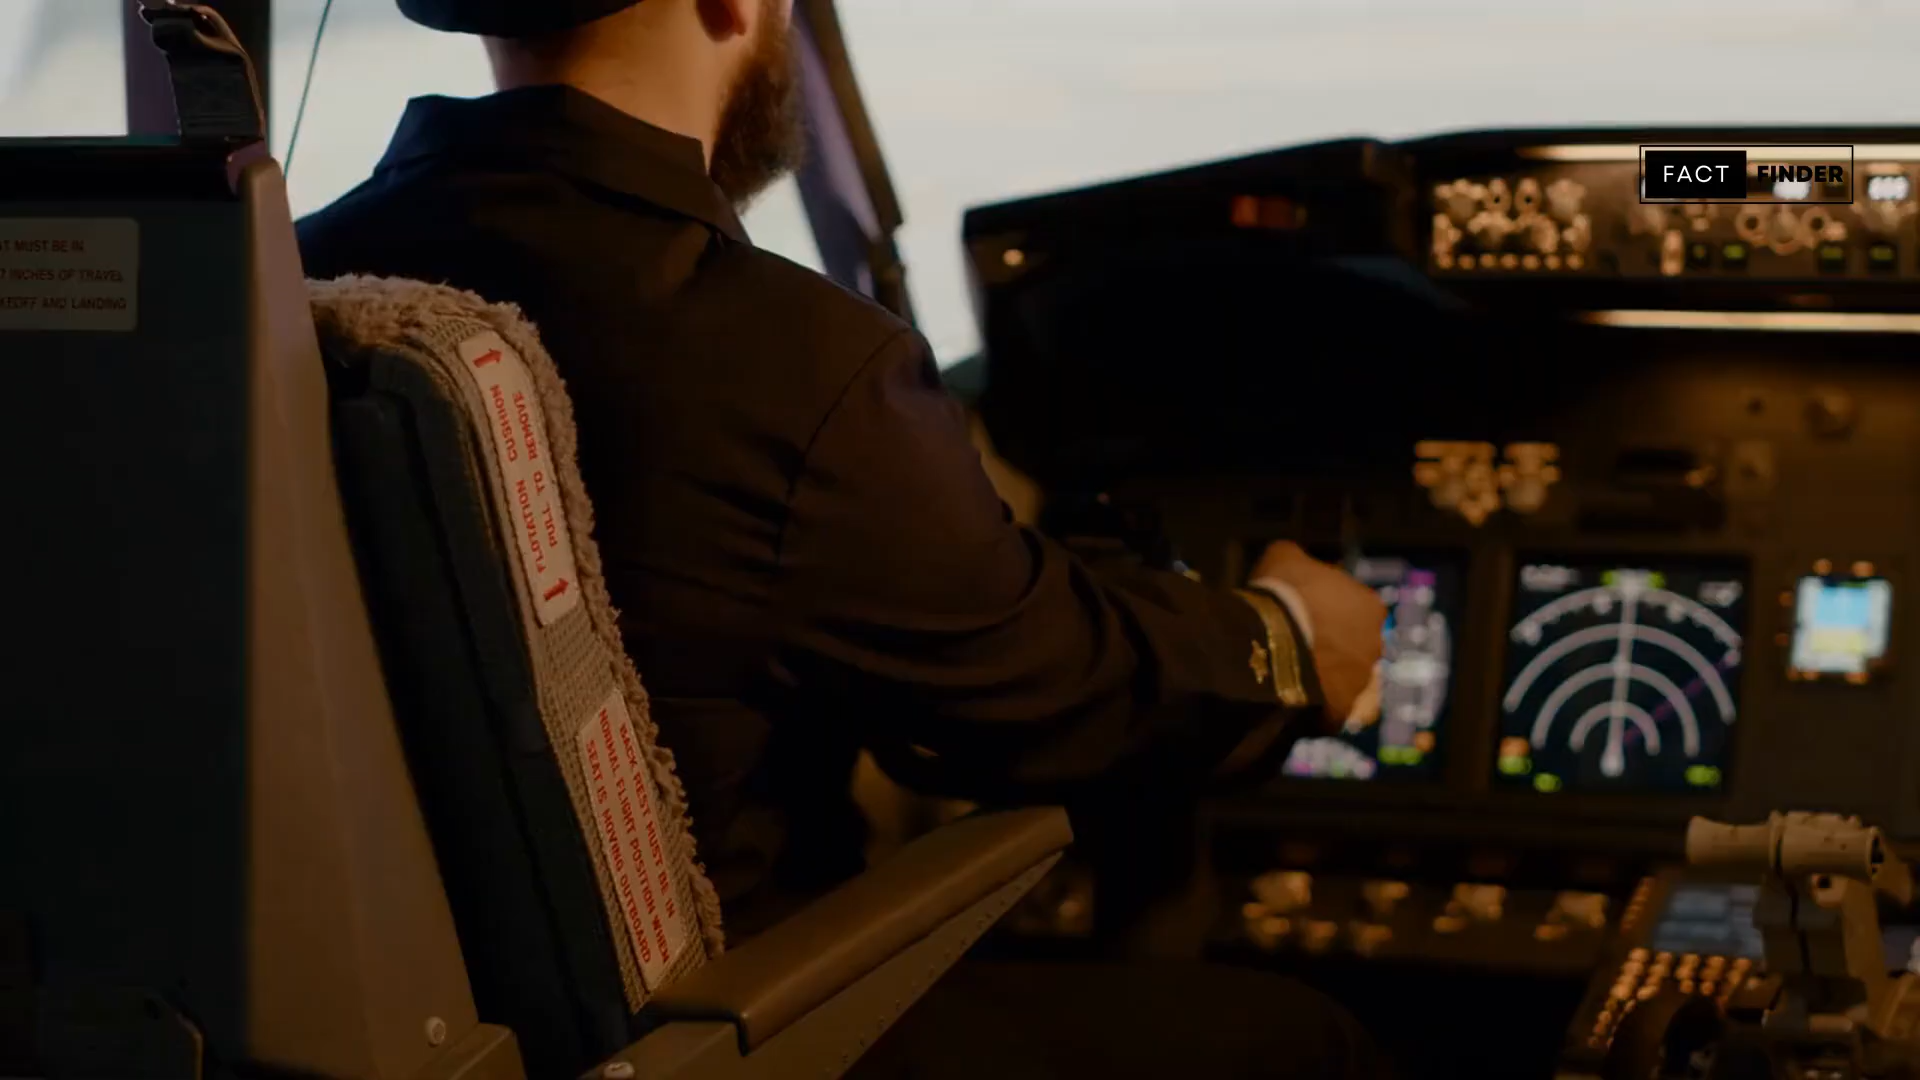 FACT FINDER
T MUST BE IN
7 INCHES OF TRAVEL
KEOFF AND LANDING
FLOTATION CUSHION
PULL TO REMOVE
BACK REST MUST BE IN
NORMAL FLIGHT POSITION WHEN
SEAT IS MOVING OUTBOARD